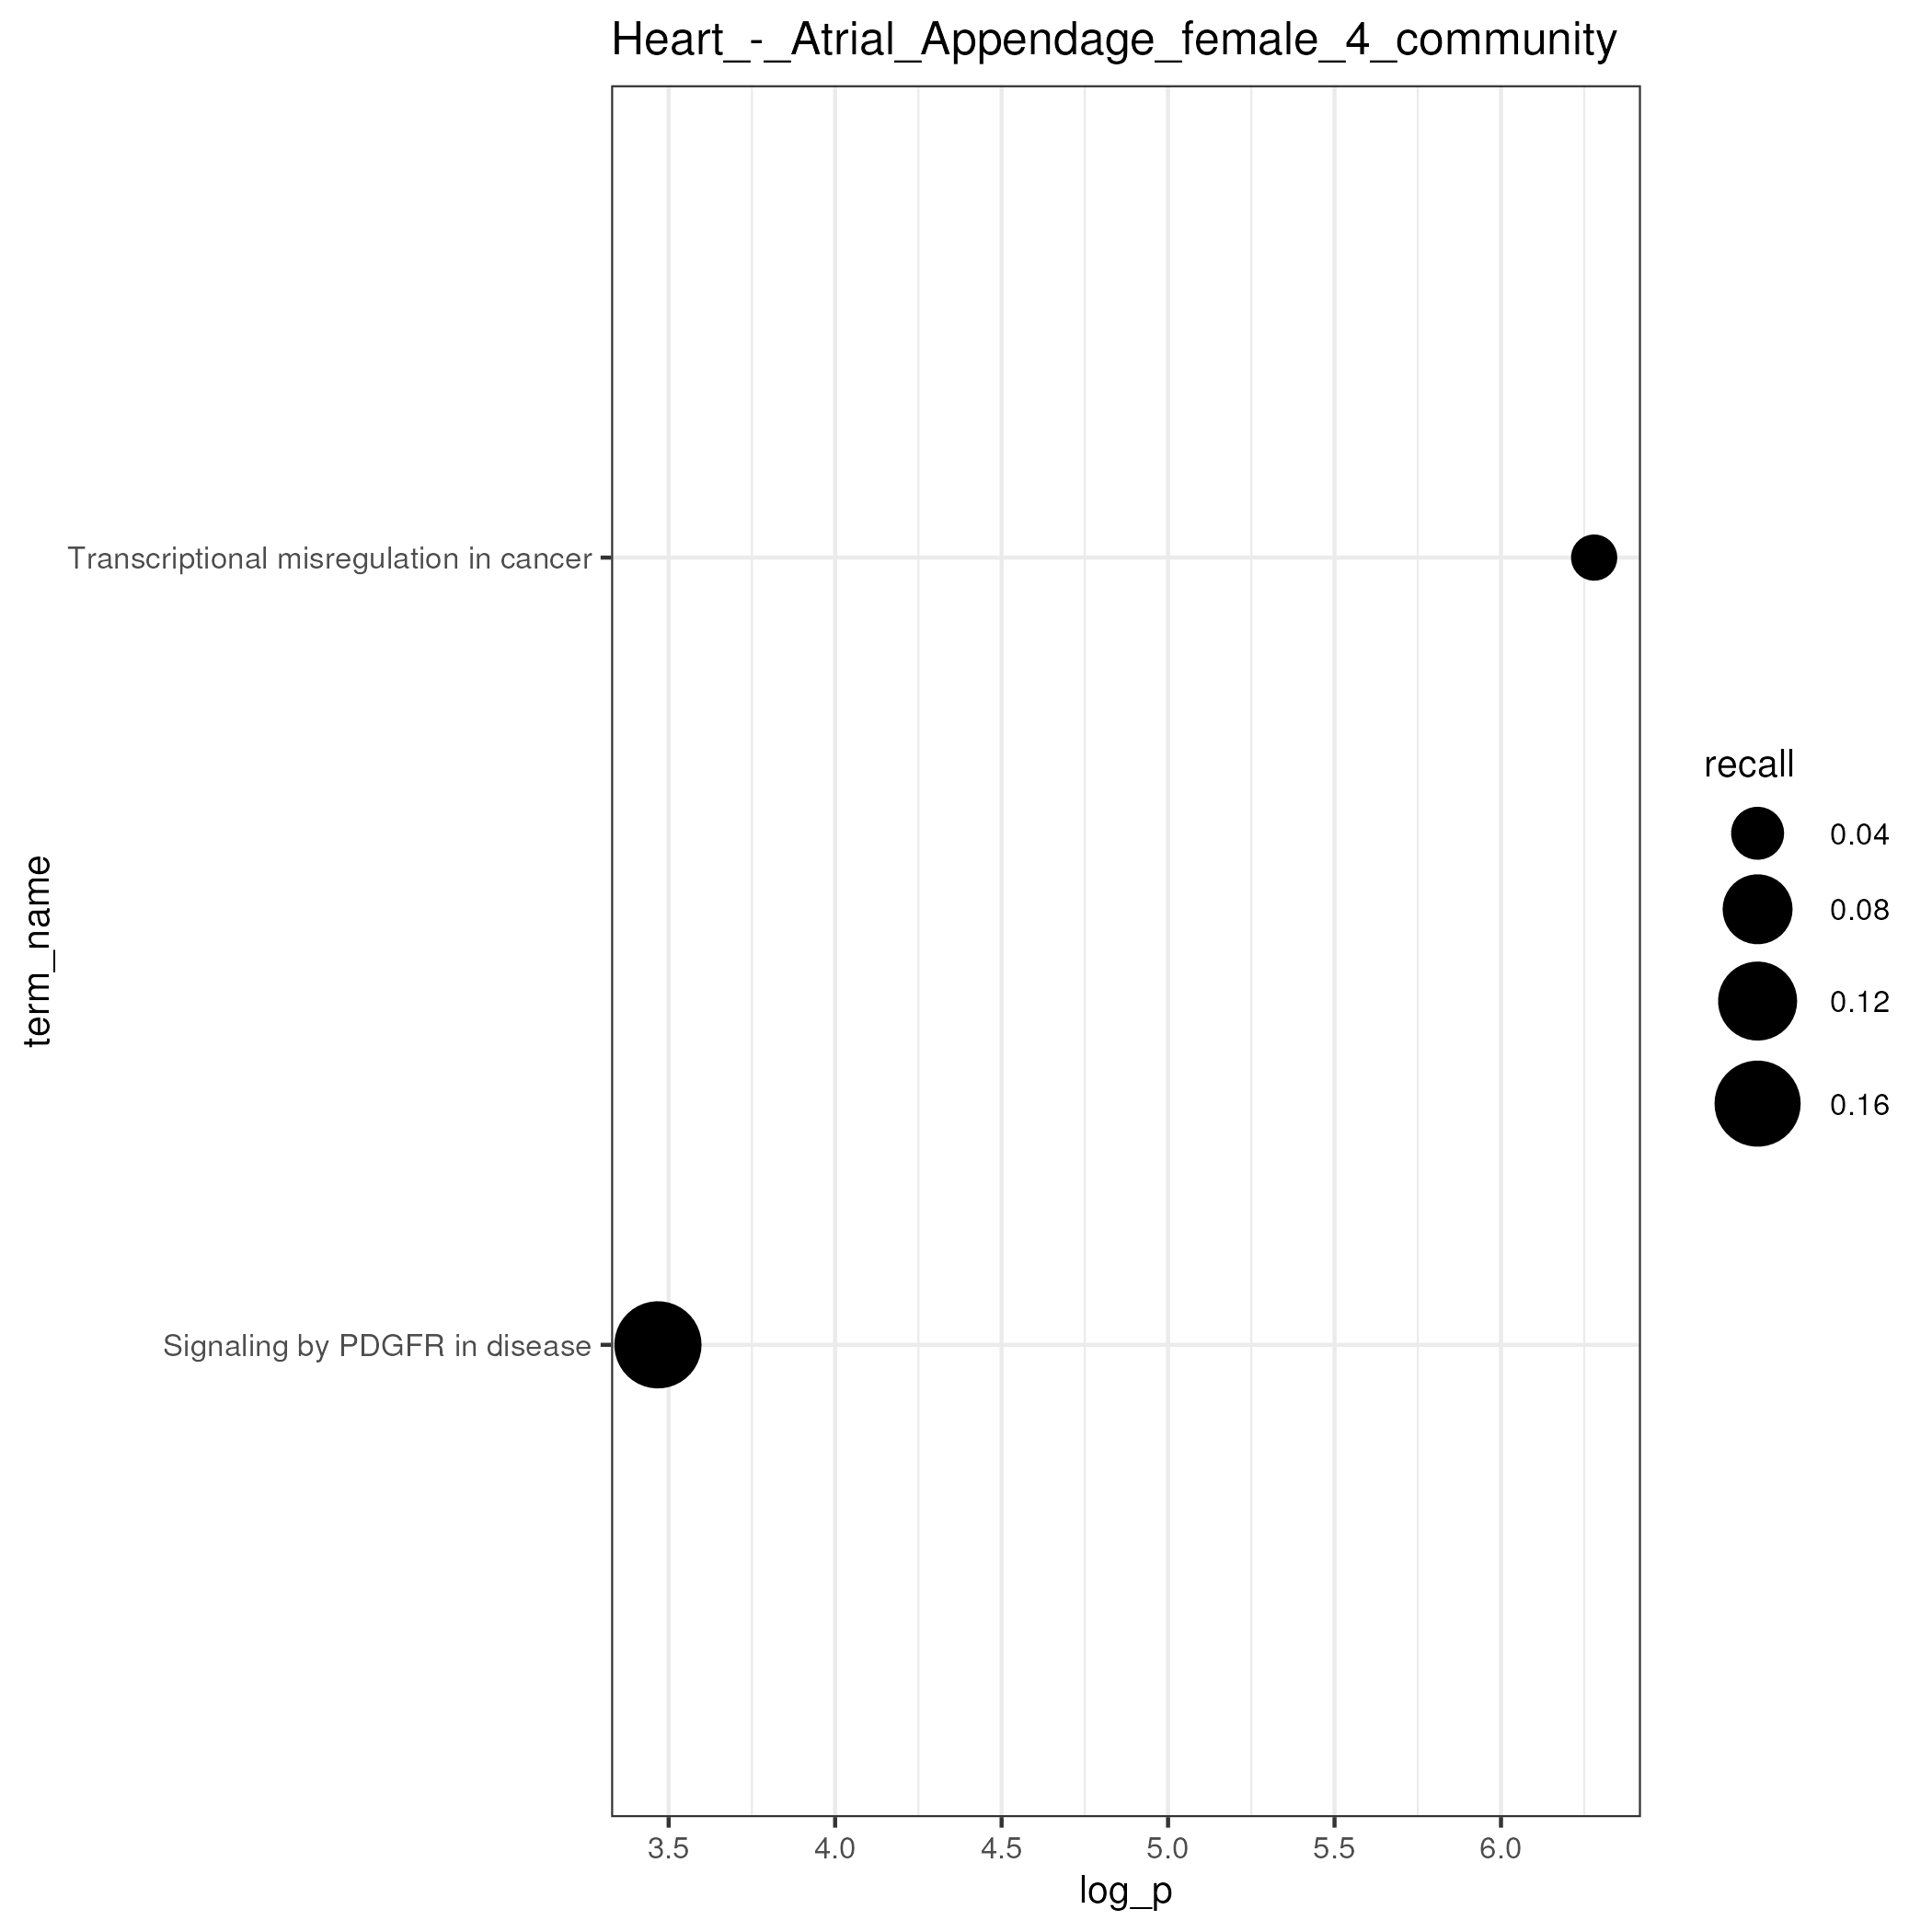 Heart_-_Atrial_Appendage_female_4_community
term_name
Transcriptional misregulation in cancer
Signaling by PDGFR in disease
3.5 4.0 4.5 5.0 5.5 6.0
log_p
recall
0.04
0.08
0.12
0.16